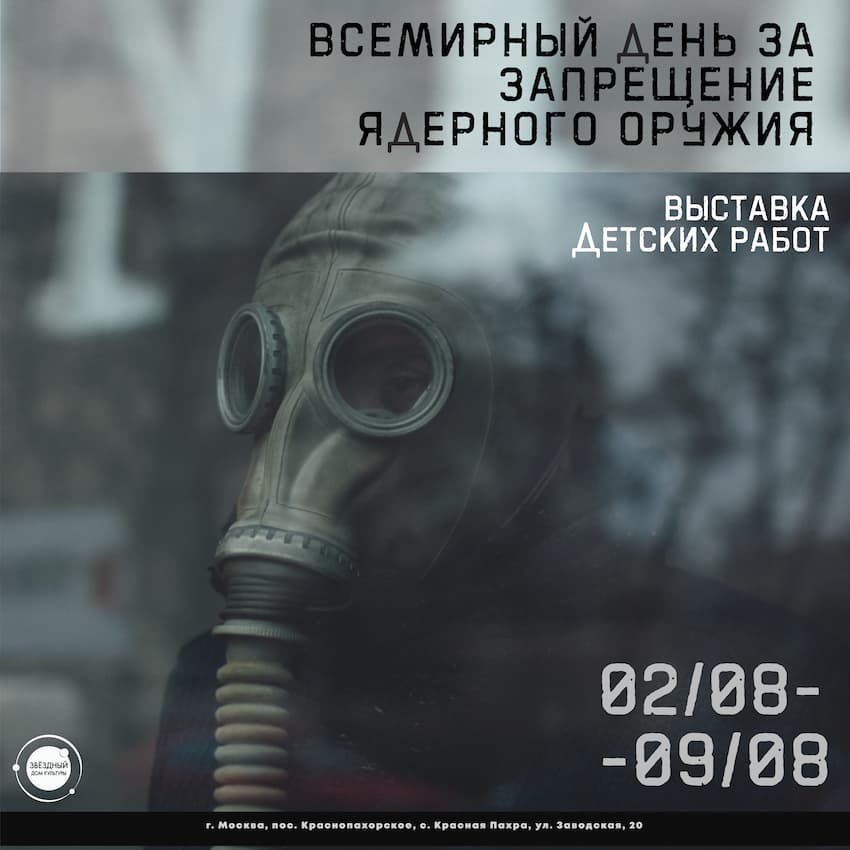 ВСЕМИРНЫЙ ДЕНЬ ЗА
ЗАПРЕЩЕНИЕ
ЯДЕРНОГО ОРУЖИЯ
ВЫСТАВКА
ДЕТСКИХ РАБОТ
02/08-
-09/08
ЗВЁЗДНЫЙ
ДОМ КУЛЬТУРЫ
г. Москва, пос. Краснопахорское, с. Красная Пахра, ул. Заводская, 20